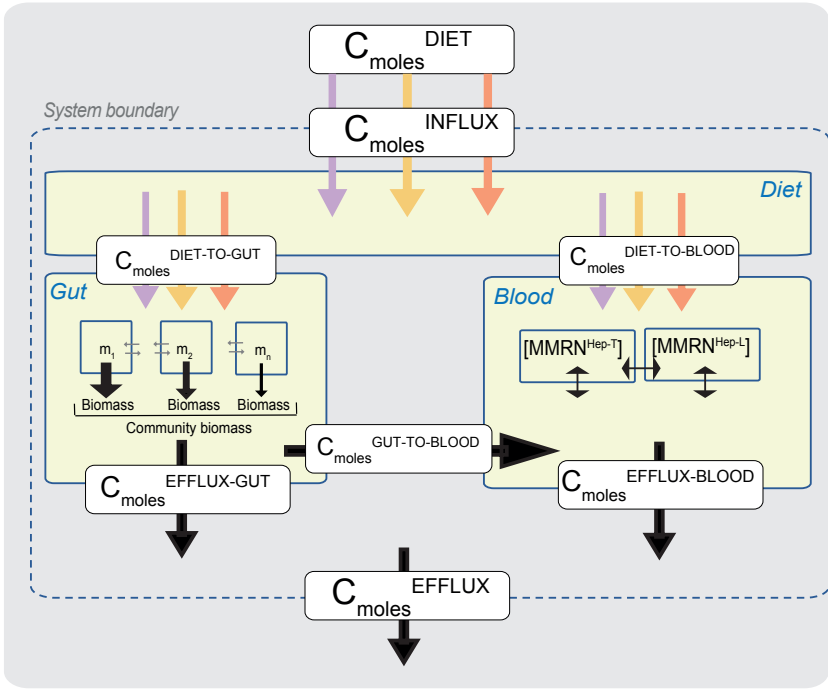 C moles DIET
System boundary
C moles INFLUX
Diet
C moles DIET-TO-GUT
C moles DIET-TO-BLOOD
Gut
Blood
m1
m2
mn
[MMRN Hep-T]
[MMRN Hep-L]
Biomass
Biomass
Biomass
Community biomass
C moles GUT-TO-BLOOD
C moles EFFLUX-GUT
C moles EFFLUX-BLOOD
C moles EFFLUX